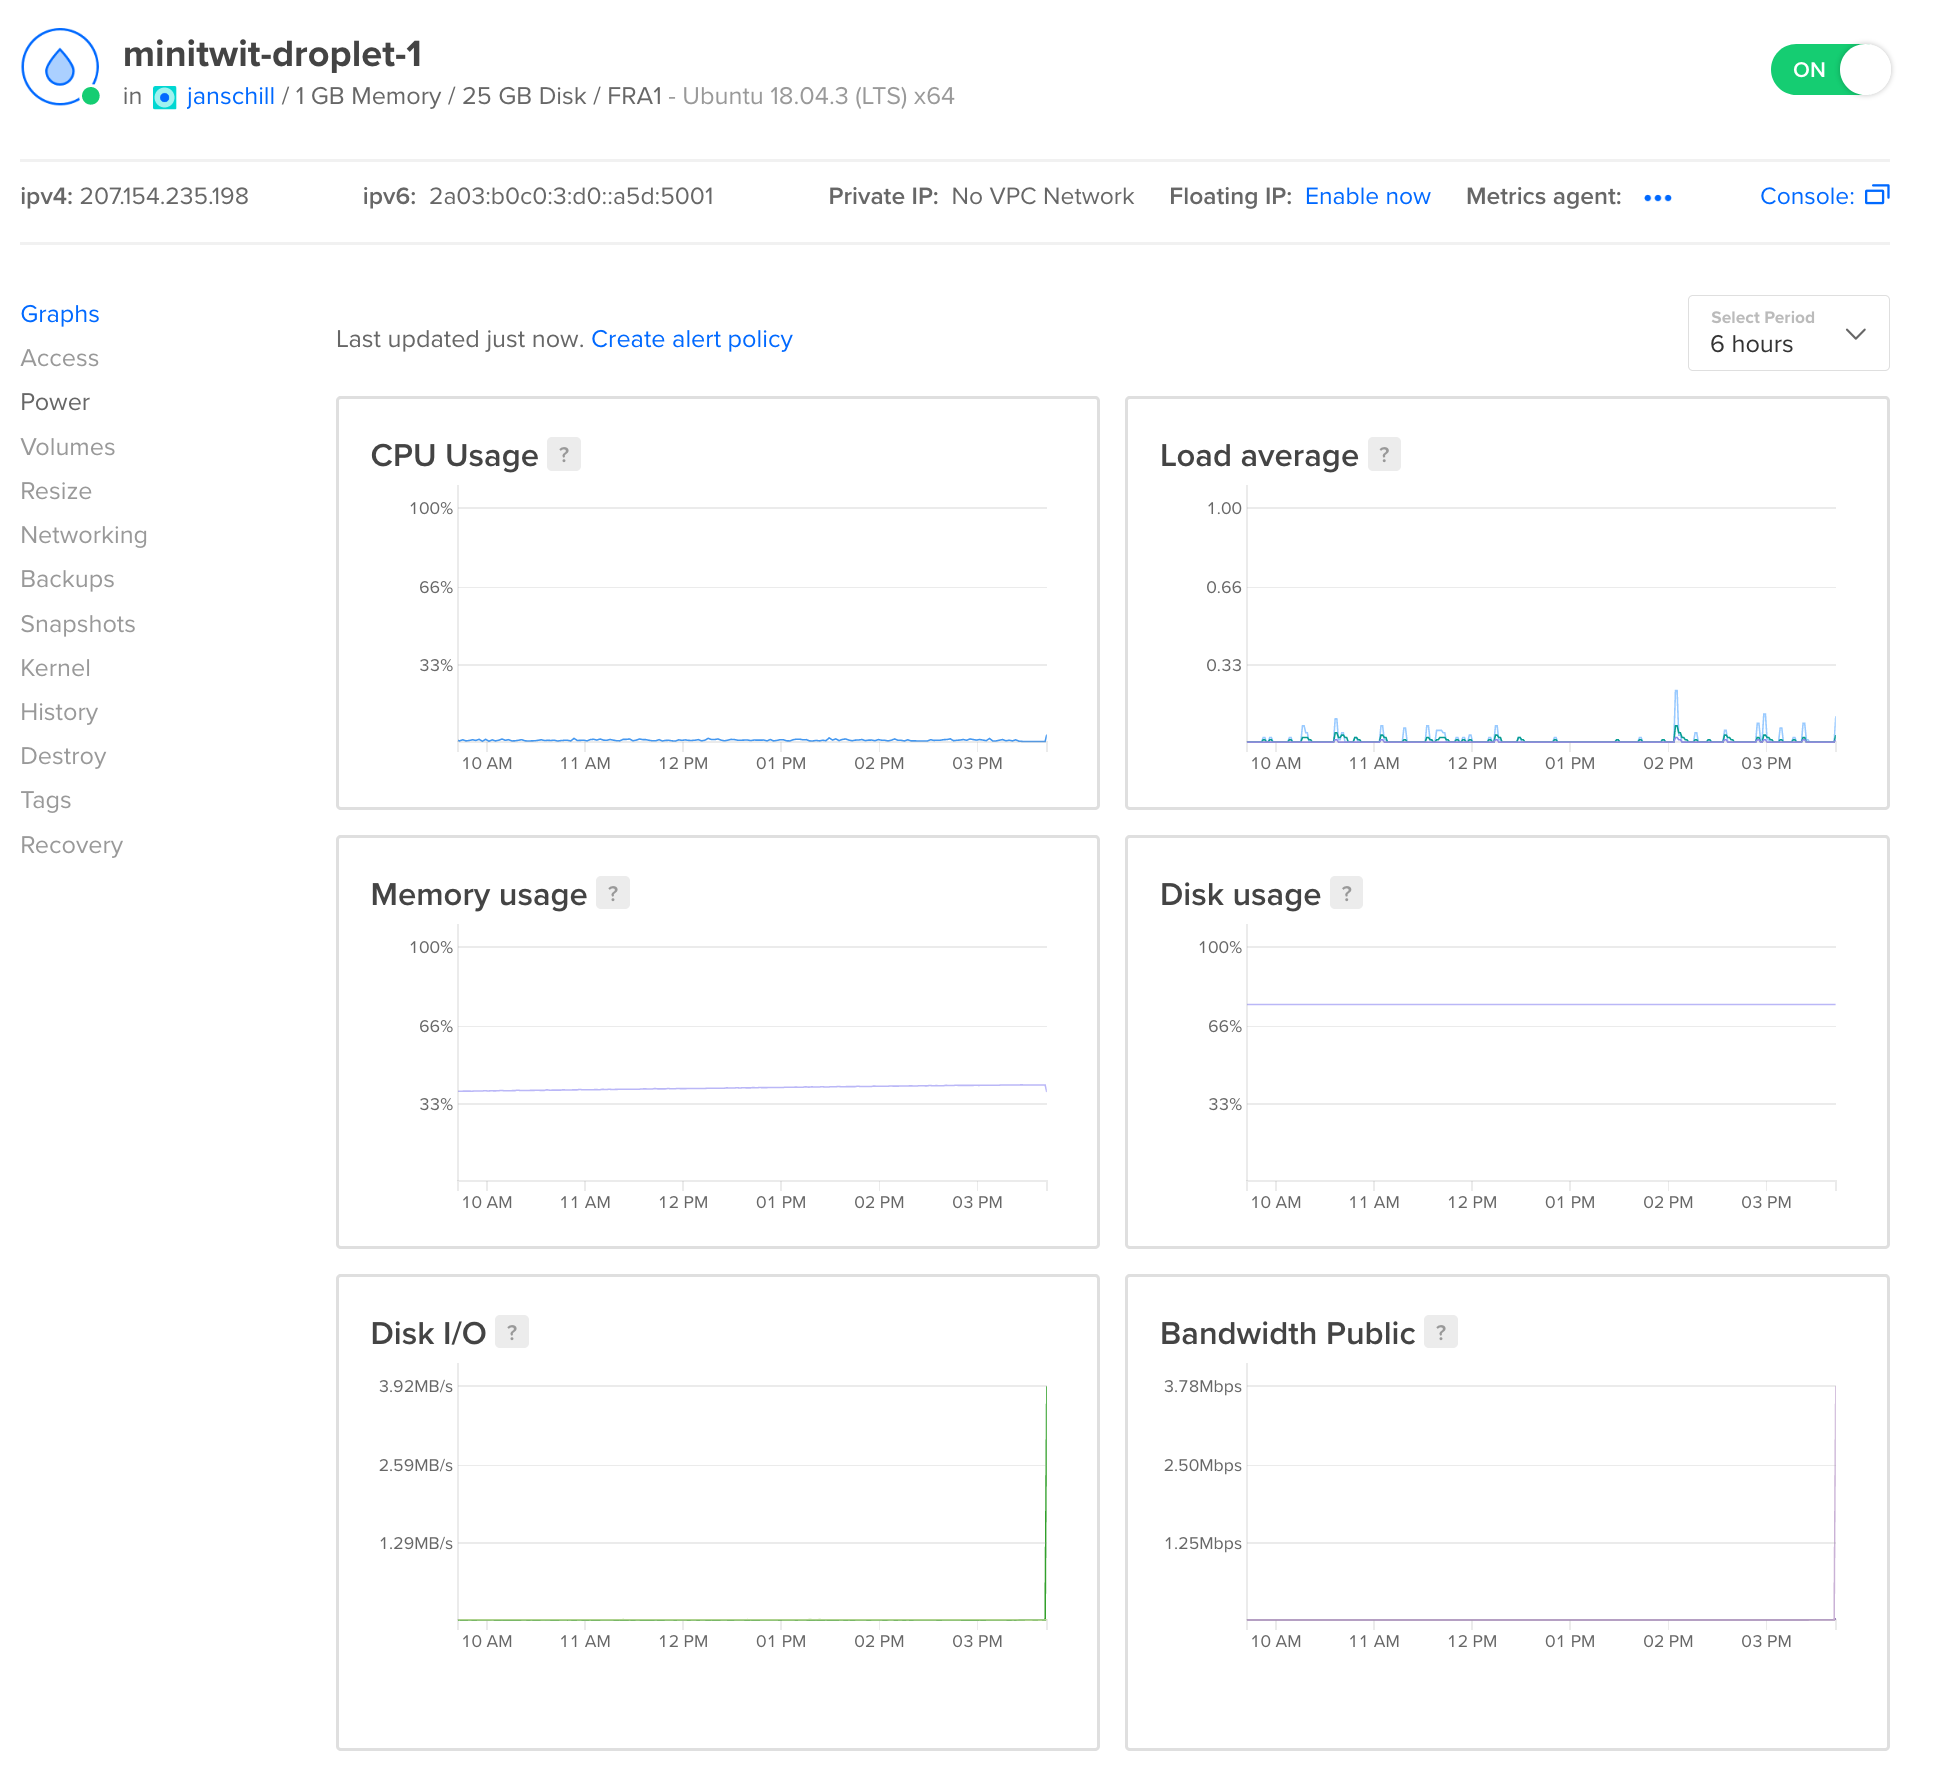 minitwit-droplet-1
in janschill / 1 GB Memory / 25 GB Disk / FRA1 - Ubuntu 18.04.3 (LTS) x64
ON
ipv4: 207.154.235.198 ipv6: 2a03:b0c0:3:d0::a5d:5001 Private IP: No VPC Network Floating IP: Enable now Metrics agent: ••• Console:
Graphs
Access
Power
Volumes
Resize
Networking
Backups
Snapshots
Kernel
History
Destroy
Tags
Recovery
Last updated just now. Create alert policy
Select Period
6 hours
CPU Usage ?
100%
66%
33%
10 AM 11 AM 12 PM 01 PM 02 PM 03 PM
Load average ?
1.00
0.66
0.33
10 AM 11 AM 12 PM 01 PM 02 PM 03 PM
Memory usage ?
100%
66%
33%
10 AM 11 AM 12 PM 01 PM 02 PM 03 PM
Disk usage ?
100%
66%
33%
10 AM 11 AM 12 PM 01 PM 02 PM 03 PM
Disk I/O ?
3.92MB/s
2.59MB/s
1.29MB/s
10 AM 11 AM 12 PM 01 PM 02 PM 03 PM
Bandwidth Public ?
3.78Mbps
2.50Mbps
1.25Mbps
10 AM 11 AM 12 PM 01 PM 02 PM 03 PM